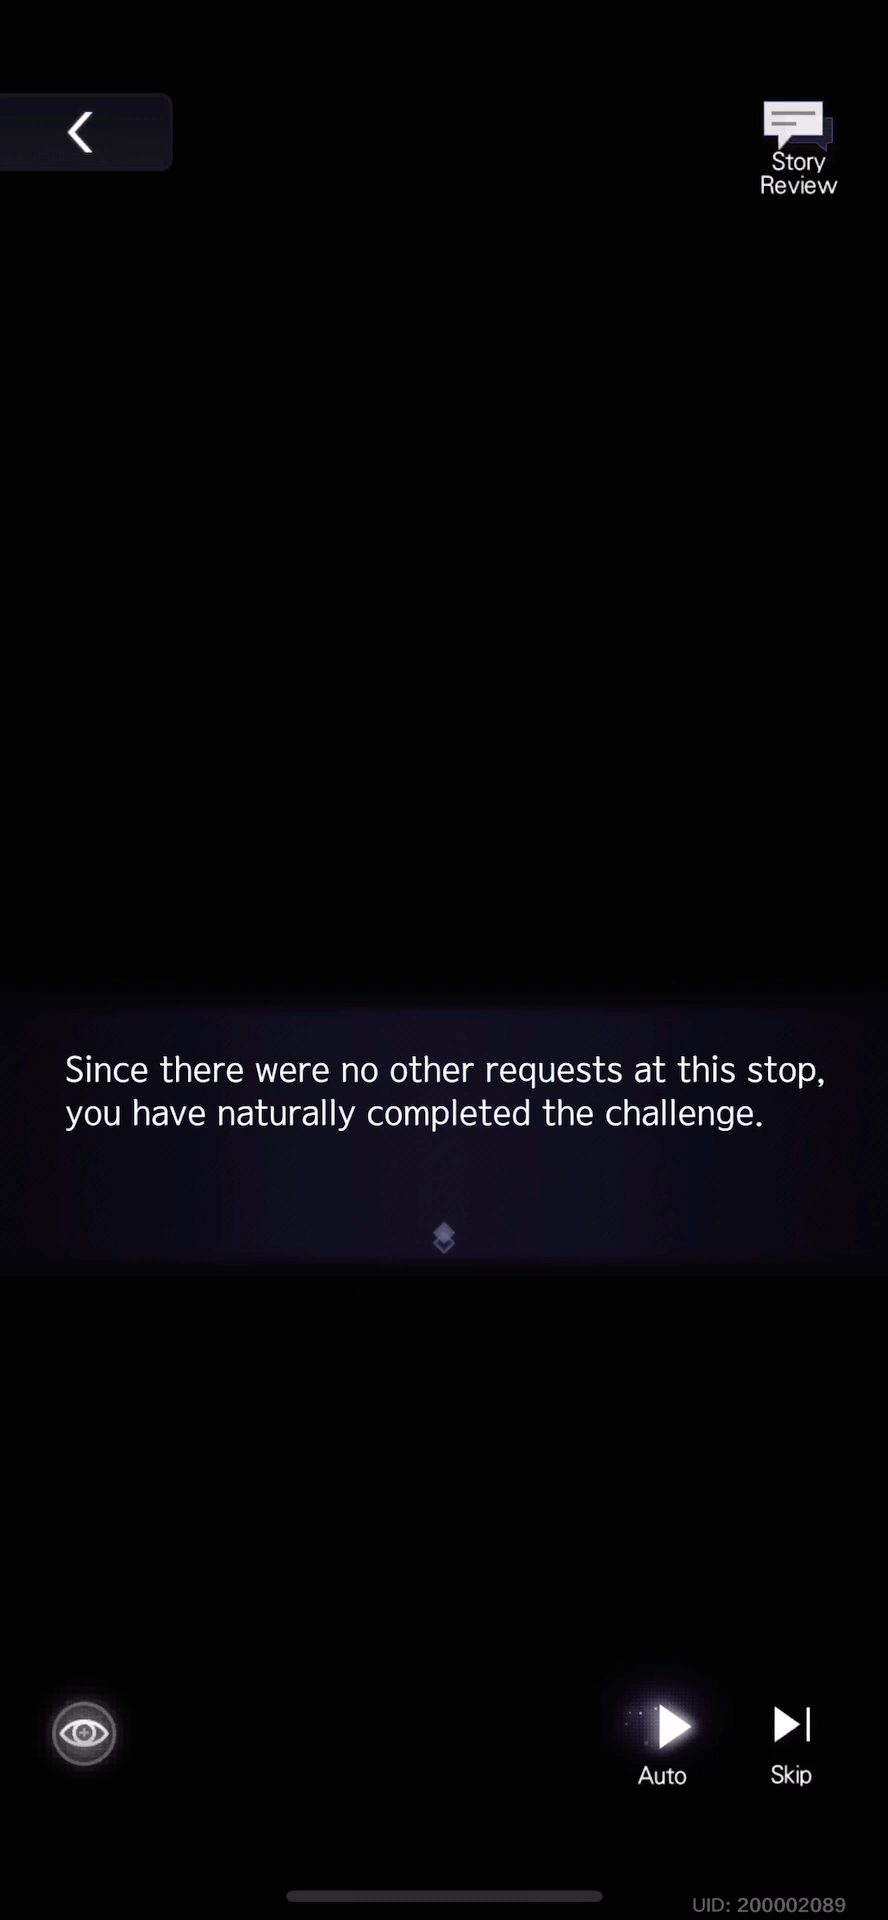 Story
Review
Since there were no other requests at this stop,
you have naturally completed the challenge.
Auto
Skip
UID: 200002089